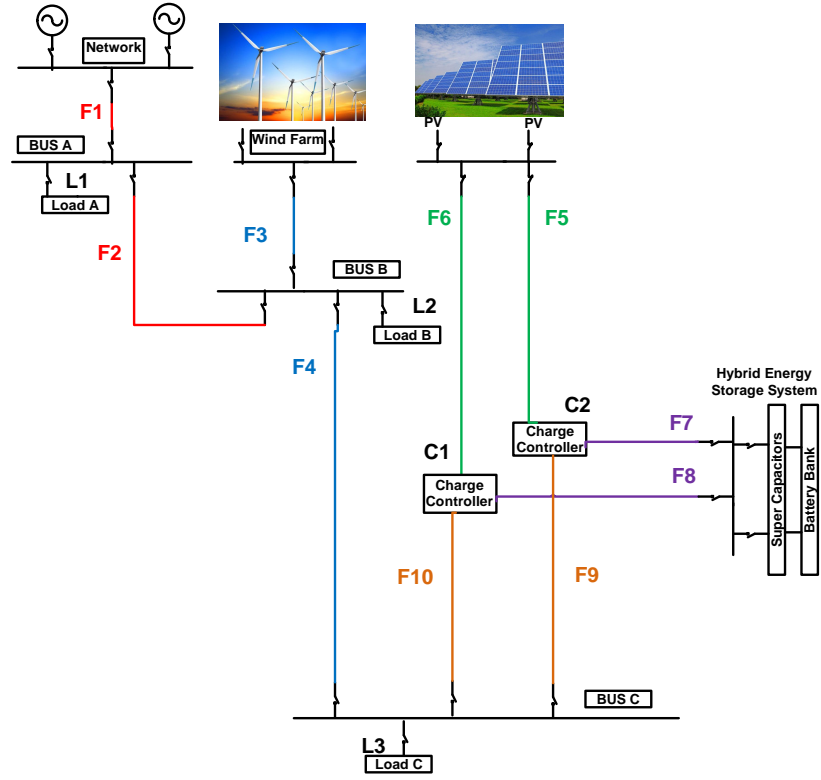 Network
F1
BUS A
L1
Load A
F2
Wind Farm
F3
BUS B
L2
Load B
F4
PV
PV
F6
F5
Hybrid Energy
Storage System
C2
Charge
Controller
F7
C1
Charge
Controller
F8
Super Capacitors
Battery Bank
F10
F9
BUS C
L3
Load C